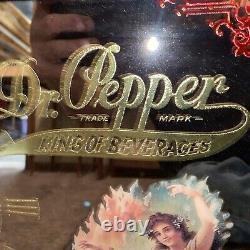 Dr. Pepper
TRADE MARK
KING OF BEVERAGES